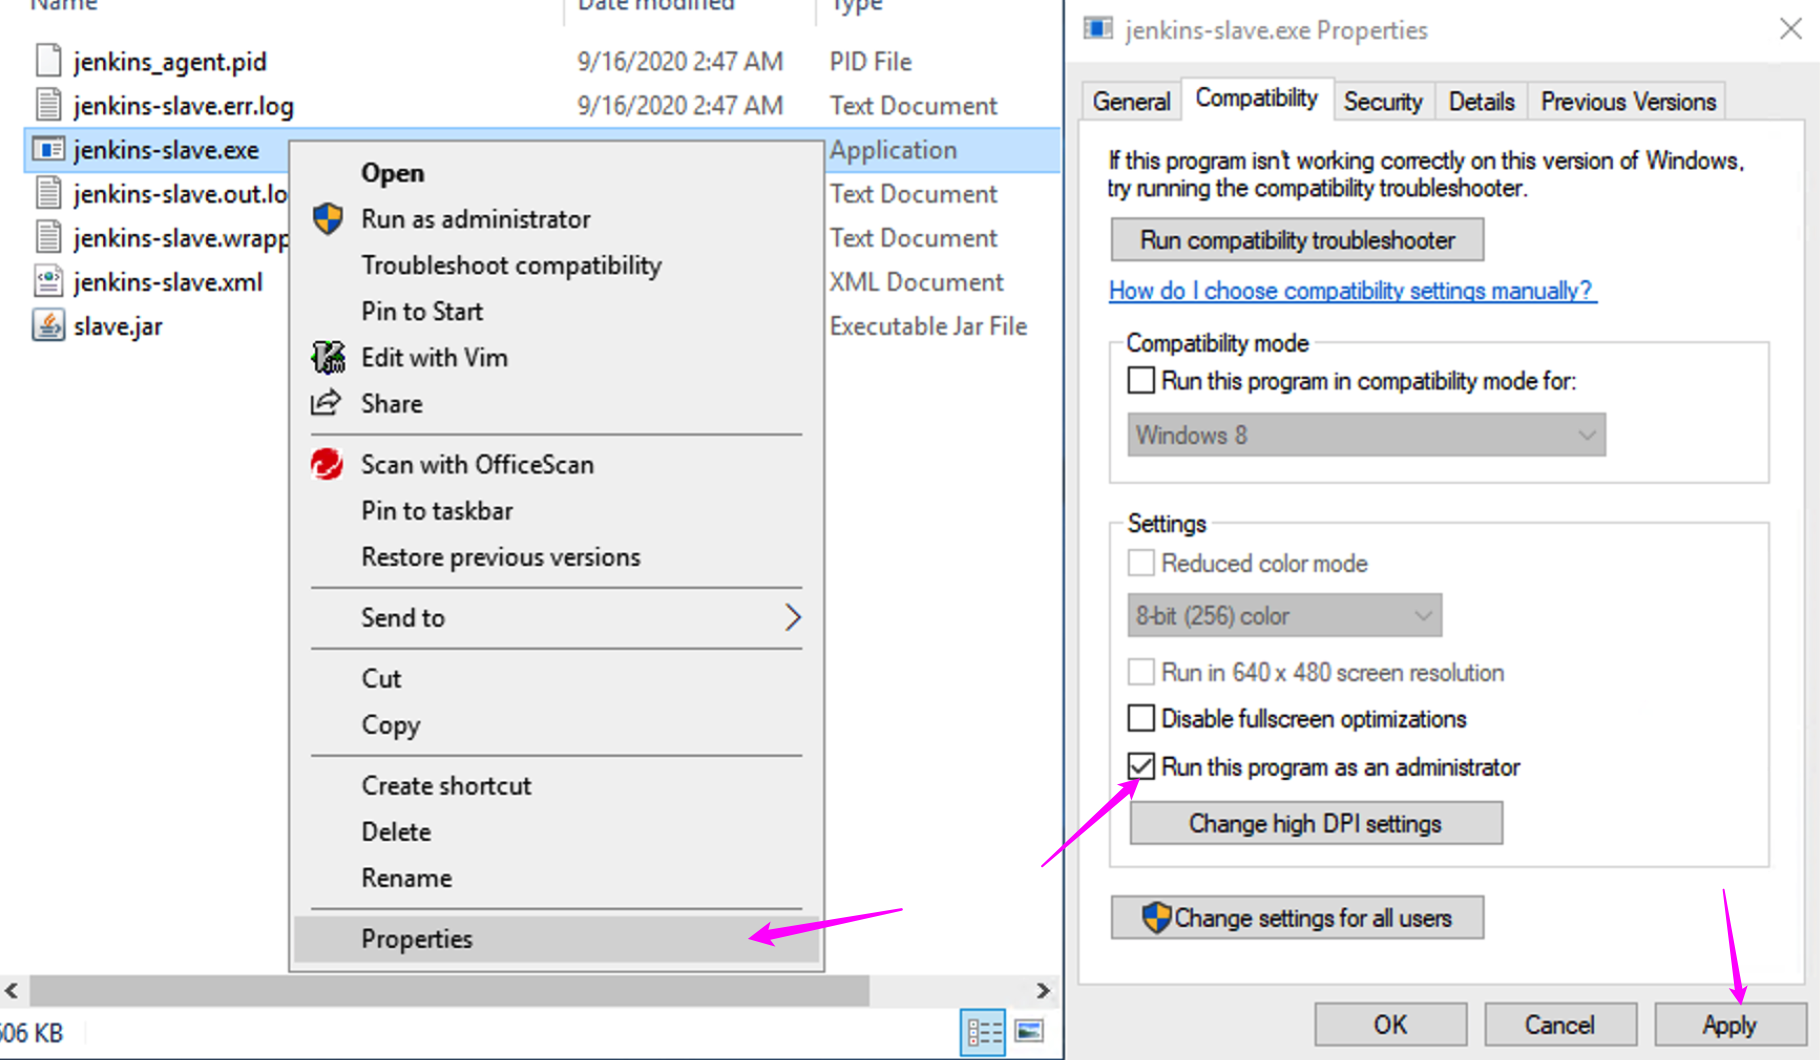 Name Date modified Type
jenkins_agent.pid 9/16/2020 2:47 AM PID File
jenkins-slave.err.log 9/16/2020 2:47 AM Text Document
jenkins-slave.exe Application
jenkins-slave.out.lo Text Document
jenkins-slave.wrapp Text Document
jenkins-slave.xml XML Document
slave.jar Executable Jar File
Open
Run as administrator
Troubleshoot compatibility
Pin to Start
Edit with Vim
Share
Scan with OfficeScan
Pin to taskbar
Restore previous versions
Send to
Cut
Copy
Create shortcut
Delete
Rename
Properties
606 KB
jenkins-slave.exe Properties
General Compatibility Security Details Previous Versions
If this program isn't working correctly on this version of Windows,
try running the compatibility troubleshooter.
Run compatibility troubleshooter
How do I choose compatibility settings manually?
Compatibility mode
Run this program in compatibility mode for:
Windows 8
Settings
Reduced color mode
8-bit (256) color
Run in 640 x 480 screen resolution
Disable fullscreen optimizations
Run this program as an administrator
Change high DPI settings
Change settings for all users
OK Cancel Apply